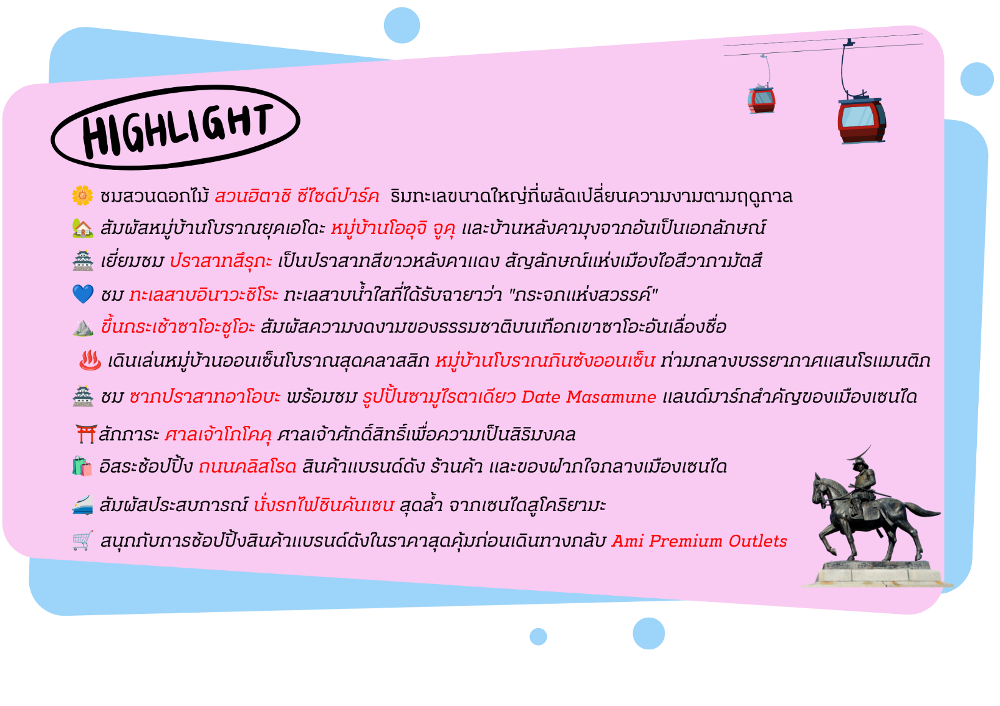 HIGHLIGHT
🌼 ชมสวนดอกไม้ สวนฮิตาชิ ซีไซด์ปาร์ค ริมทะเลขนาดใหญ่ที่ผลัดเปลี่ยนความงามตามฤดูกาล
🏡 สัมผัสหมู่บ้านโบราณยุคเอโดะ หมู่บ้านโออุจิ จูคุ และบ้านหลังคามุงจากอันเป็นเอกลักษณ์
🏯 เยี่ยมชม ปราสาทสึรุกะ เป็นปราสาทสีขาวหลังคาแดง สัญลักษณ์แห่งเมืองไอสึวากามัตสึ
💙 ชม ทะเลสาบอินาวะชิโระ ทะเลสาบน้ำใสที่ได้รับฉายาว่า "กระจกแห่งสวรรค์"
⛰️ ขึ้นกระเช้าซาโอะชูโอะ สัมผัสความงดงามของธรรมชาติบนเทือกเขาซาโอะอันเลื่องชื่อ
♨️ เดินเล่นหมู่บ้านออนเซ็นโบราณสุดคลาสสิก หมู่บ้านโบราณกินซังออนเซ็น ท่ามกลางบรรยากาศแสนโรแมนติก
🏯 ชม ซากปราสาทอาโอบะ พร้อมชม รูปปั้นซามูไรตาเดียว Date Masamune แลนด์มาร์กสำคัญของเมืองเซนได
⛩️สักการะ ศาลเจ้าโกโคคุ ศาลเจ้าศักดิ์สิทธิ์เพื่อความเป็นสิริมงคล
🛍️ อิสระช้อปปิ้ง ถนนคลิสโรด สินค้าแบรนด์ดัง ร้านค้า และของฝากใจกลางเมืองเซนได
🚄 สัมผัสประสบการณ์ นั่งรถไฟชินคันเซน สุดล้ำ จากเซนไดสูโคริยามะ
🛒 สนุกกับการช้อปปิ้งสินค้าแบรนด์ดังในราคาสุดคุ้มก่อนเดินทางกลับ Ami Premium Outlets